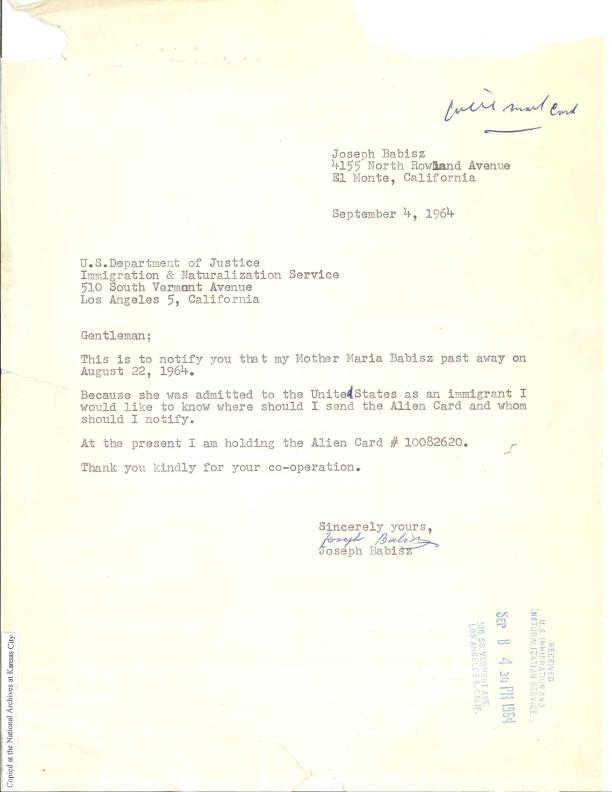 mail card
Joseph Babisz
4155 North Rowland Avenue
El Monte, California
September 4, 1964
U.S.Department of Justice
Immigration & Naturalization Service
510 South Vermont Avenue
Los Angeles 5, California
Gentleman;
This is to notify you that my Mother Maria Babisz past away on
August 22, 1964.
Because she was admitted to the United States as an immigrant I
would like to know where should I send the Alien Card and whom
should I notify.
At the present I am holding the Alien Card # 10082620.
Thank you kindly for your co-operation.
Sincerely yours,
Joseph Babisz
Joseph Babisz
RECEIVED
U.S. IMMIGRATION AND
NATURALIZATION SERVICE
SEP 8 4 34 PM 1964
510 SO. VERMONT AVE.
LOS ANGELES 5, CALIF.
Copied at the National Archives at Kansas City